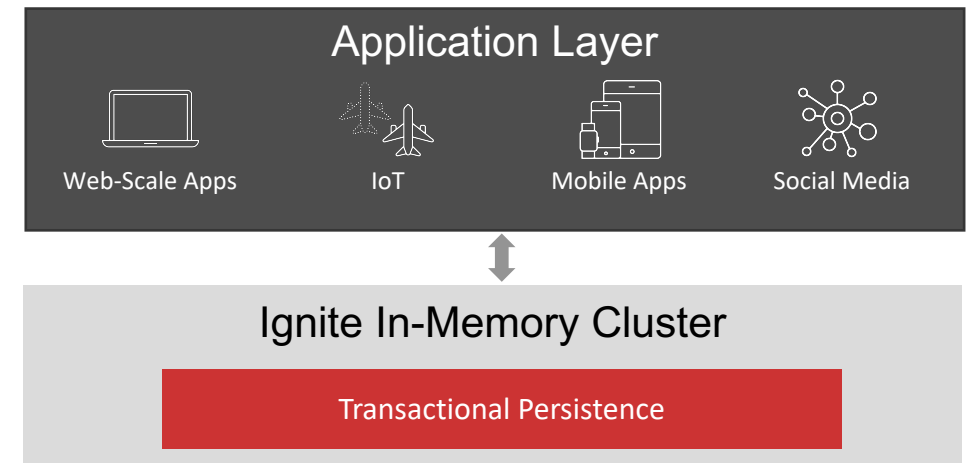 Application Layer
Web-Scale Apps
IoT
Mobile Apps
Social Media
Ignite In-Memory Cluster
Transactional Persistence